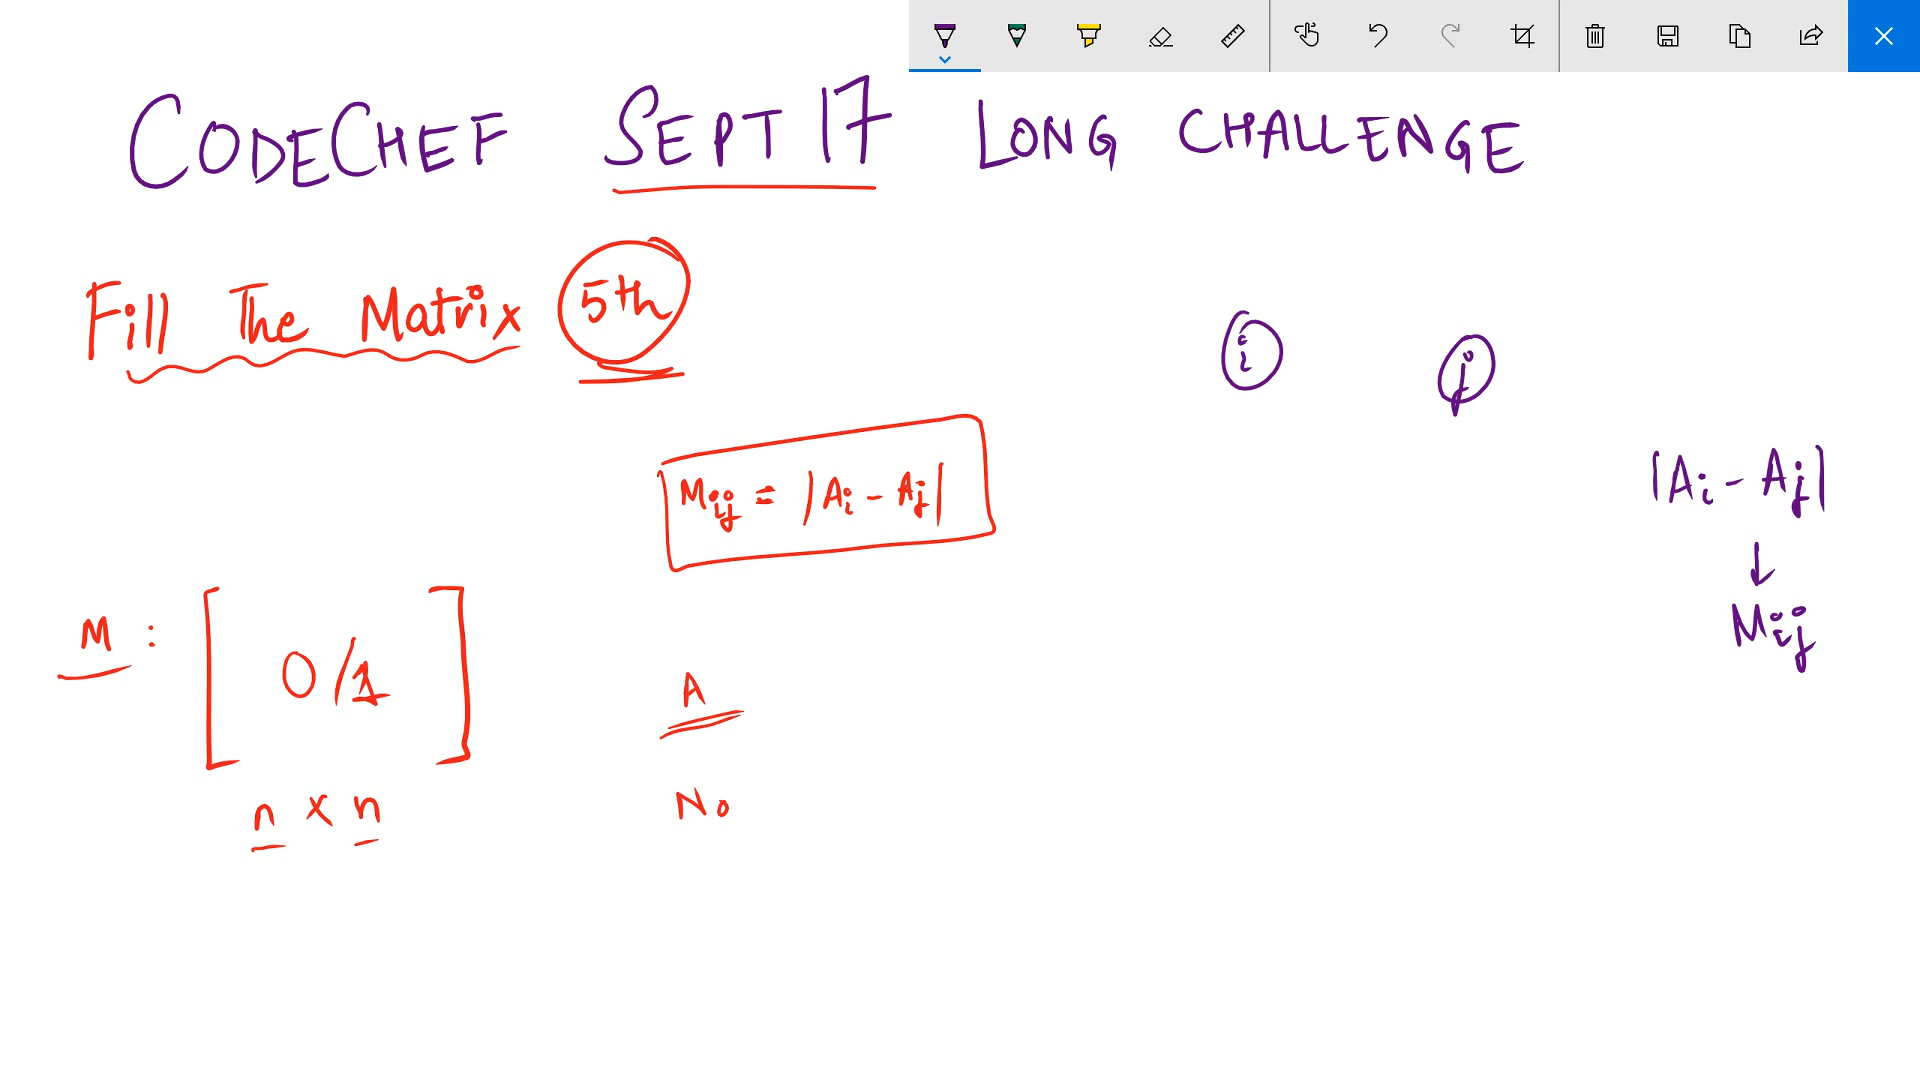 CODECHEF SEPT 17 LONG CHALLENGE
Fill The Matrix 5th
i j
Mij = |Ai - Aj|
|Ai - Aj|
↓
Mij
M : [ 0/1 ]
n x n
A
No